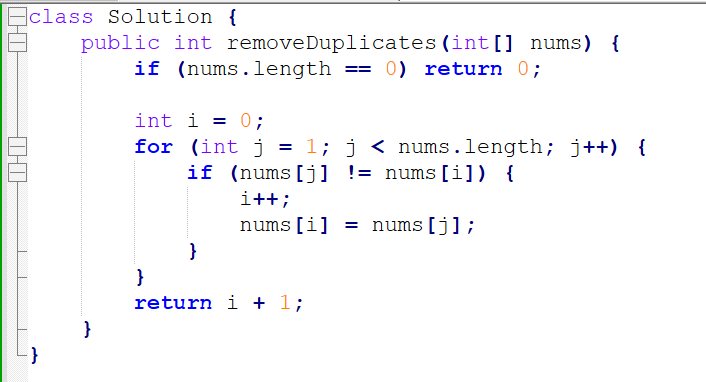 class Solution {
    public int removeDuplicates(int[] nums) {
        if (nums.length == 0) return 0;

        int i = 0;
        for (int j = 1; j < nums.length; j++) {
            if (nums[j] != nums[i]) {
                i++;
                nums[i] = nums[j];
            }
        }
        return i + 1;
    }
}